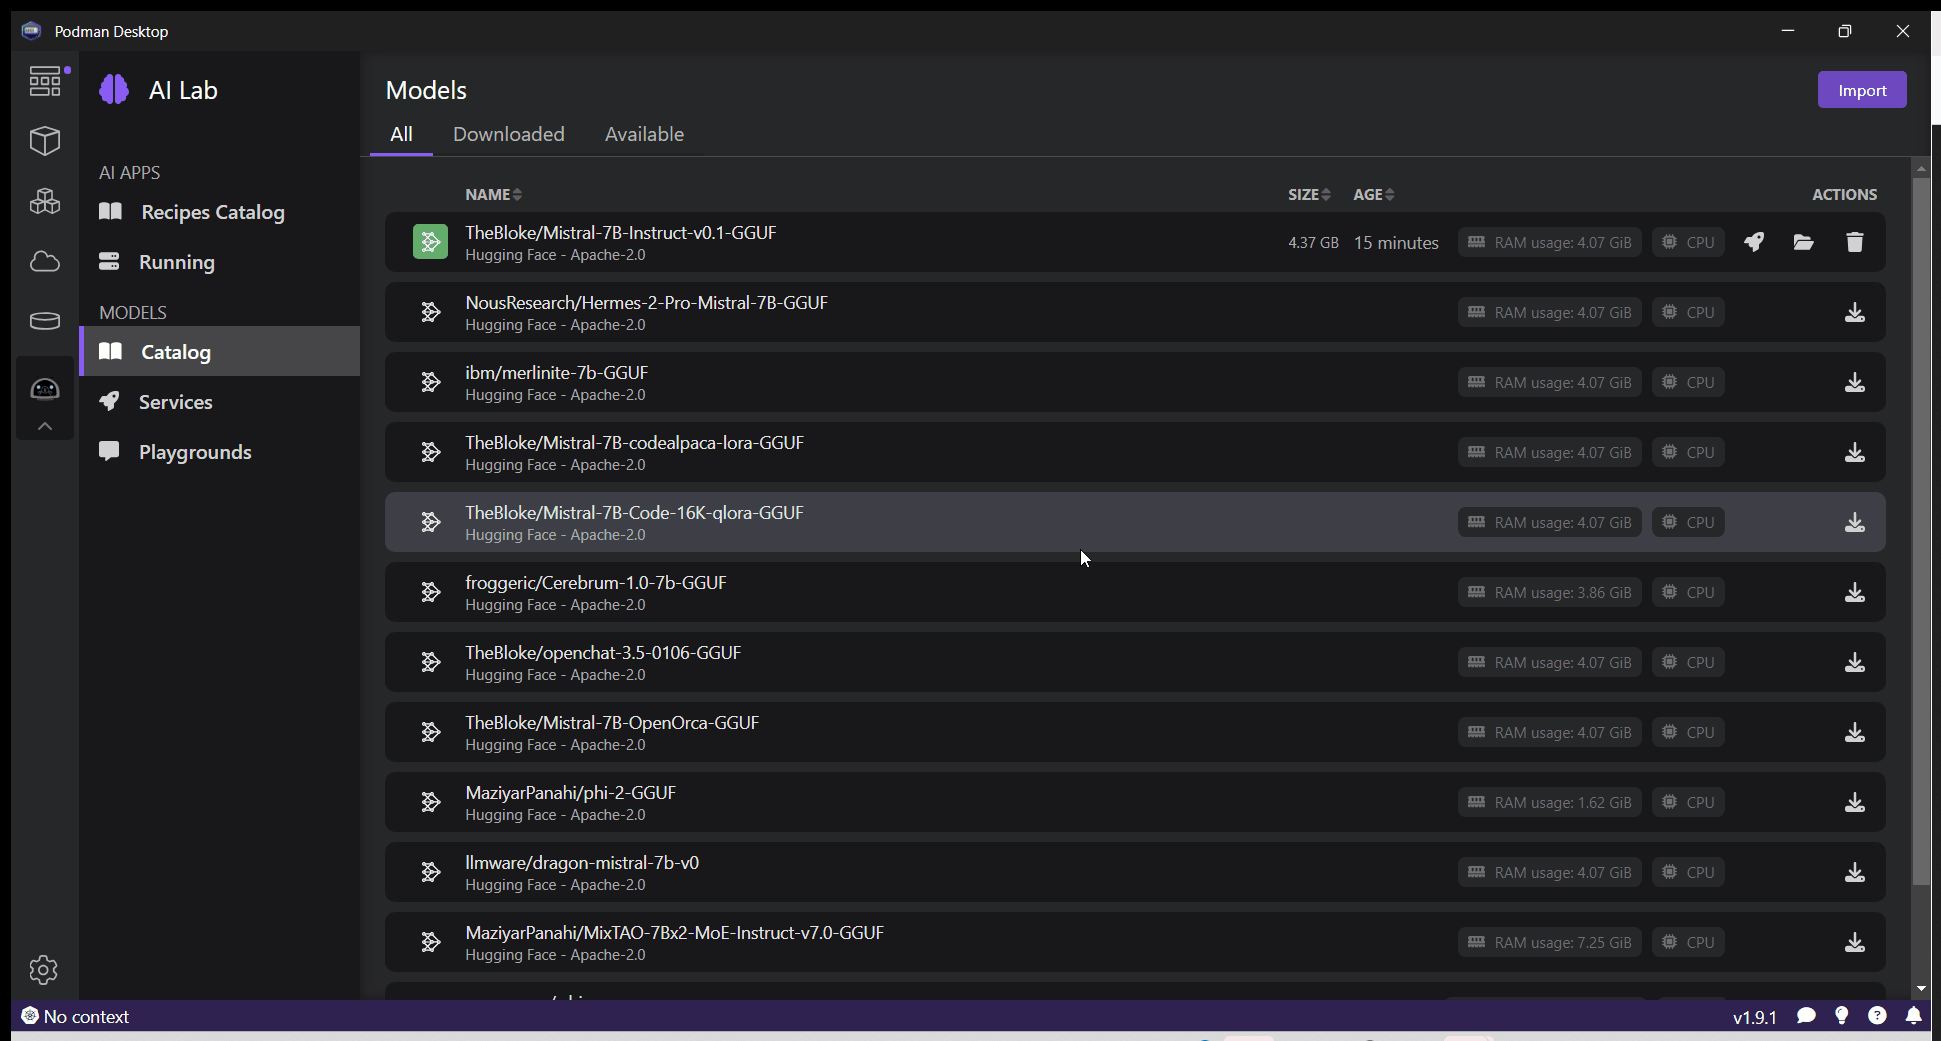 Podman Desktop
AI Lab
AI APPS
Recipes Catalog
Running
MODELS
Catalog
Services
Playgrounds
Models
Import
All Downloaded Available
NAME SIZE AGE ACTIONS
TheBloke/Mistral-7B-Instruct-v0.1-GGUF
Hugging Face - Apache-2.0
4.37 GB 15 minutes RAM usage: 4.07 GiB CPU
NousResearch/Hermes-2-Pro-Mistral-7B-GGUF
Hugging Face - Apache-2.0
RAM usage: 4.07 GiB CPU
ibm/merlinite-7b-GGUF
Hugging Face - Apache-2.0
RAM usage: 4.07 GiB CPU
TheBloke/Mistral-7B-codealpaca-lora-GGUF
Hugging Face - Apache-2.0
RAM usage: 4.07 GiB CPU
TheBloke/Mistral-7B-Code-16K-qlora-GGUF
Hugging Face - Apache-2.0
RAM usage: 4.07 GiB CPU
froggeric/Cerebrum-1.0-7b-GGUF
Hugging Face - Apache-2.0
RAM usage: 3.86 GiB CPU
TheBloke/openchat-3.5-0106-GGUF
Hugging Face - Apache-2.0
RAM usage: 4.07 GiB CPU
TheBloke/Mistral-7B-OpenOrca-GGUF
Hugging Face - Apache-2.0
RAM usage: 4.07 GiB CPU
MaziyarPanahi/phi-2-GGUF
Hugging Face - Apache-2.0
RAM usage: 1.62 GiB CPU
llmware/dragon-mistral-7b-v0
Hugging Face - Apache-2.0
RAM usage: 4.07 GiB CPU
MaziyarPanahi/MixTAO-7Bx2-MoE-Instruct-v7.0-GGUF
Hugging Face - Apache-2.0
RAM usage: 7.25 GiB CPU
No context
v1.9.1